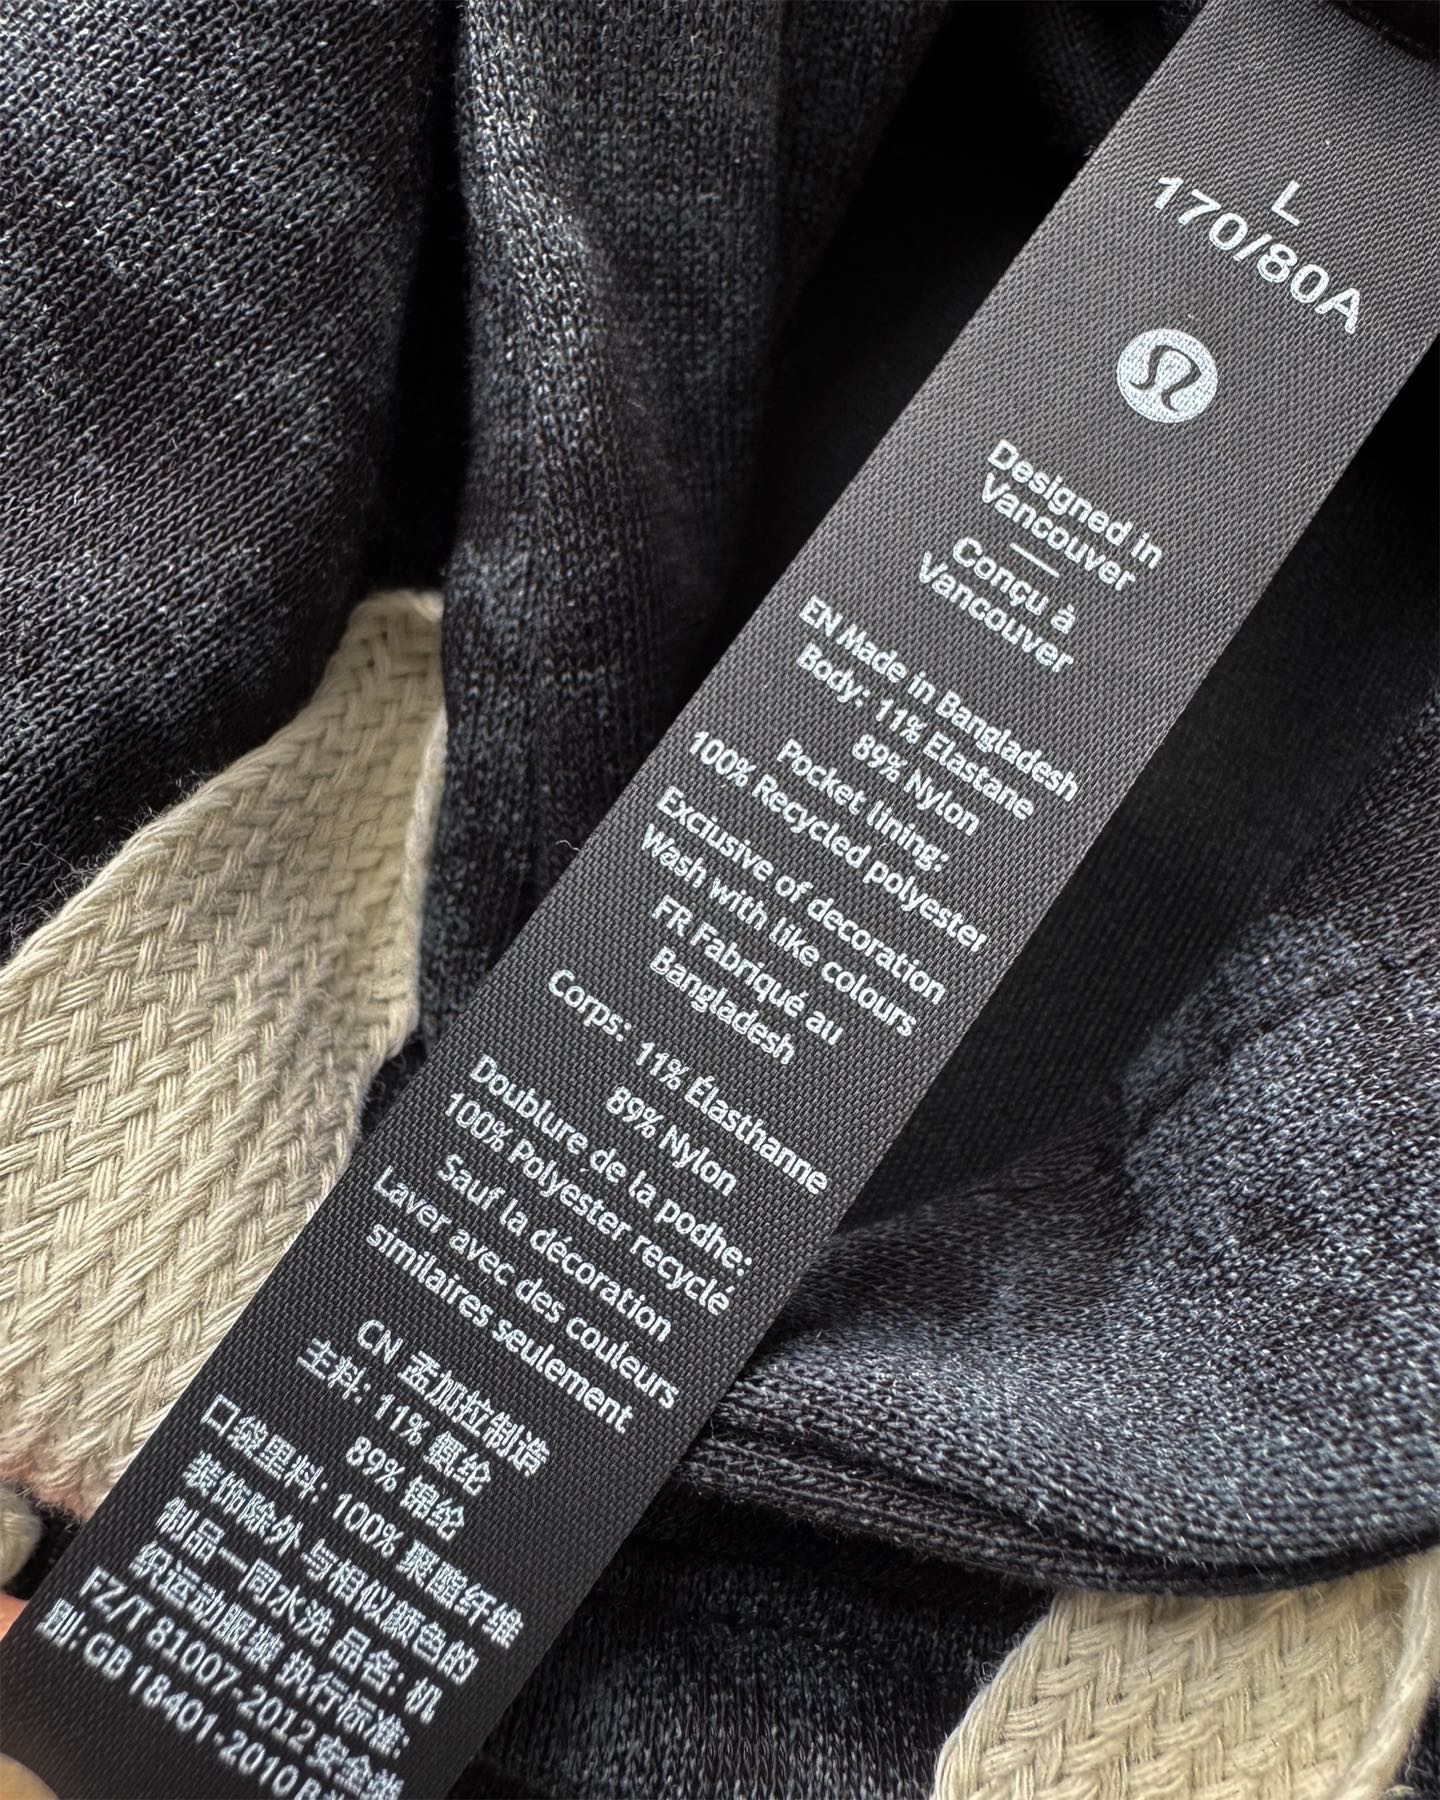 L
170/80A
Designed in
Vancouver
Conçu à
Vancouver
EN Made in Bangladesh
Body: 11% Elastane
89% Nylon
Pocket lining:
100% Recycled polyester
Exclusive of decoration
Wash with like colours
FR Fabriqué au
Bangladesh
Corps: 11% Élasthanne
89% Nylon
Doublure de la podhe:
100% Polyéster recyclé
Sauf la décoration
Laver avec des couleurs
similaires seulement
CN 孟加拉制造
主料: 11% 氨纶
89% 锦纶
口袋里料: 100% 聚酯纤维
装饰除外 与相似颜色的
制品一同水洗 品名: 机
织运动服装 执行标准:
FZ/T 81007-2012 安全类
别: GB 18401-2010 B